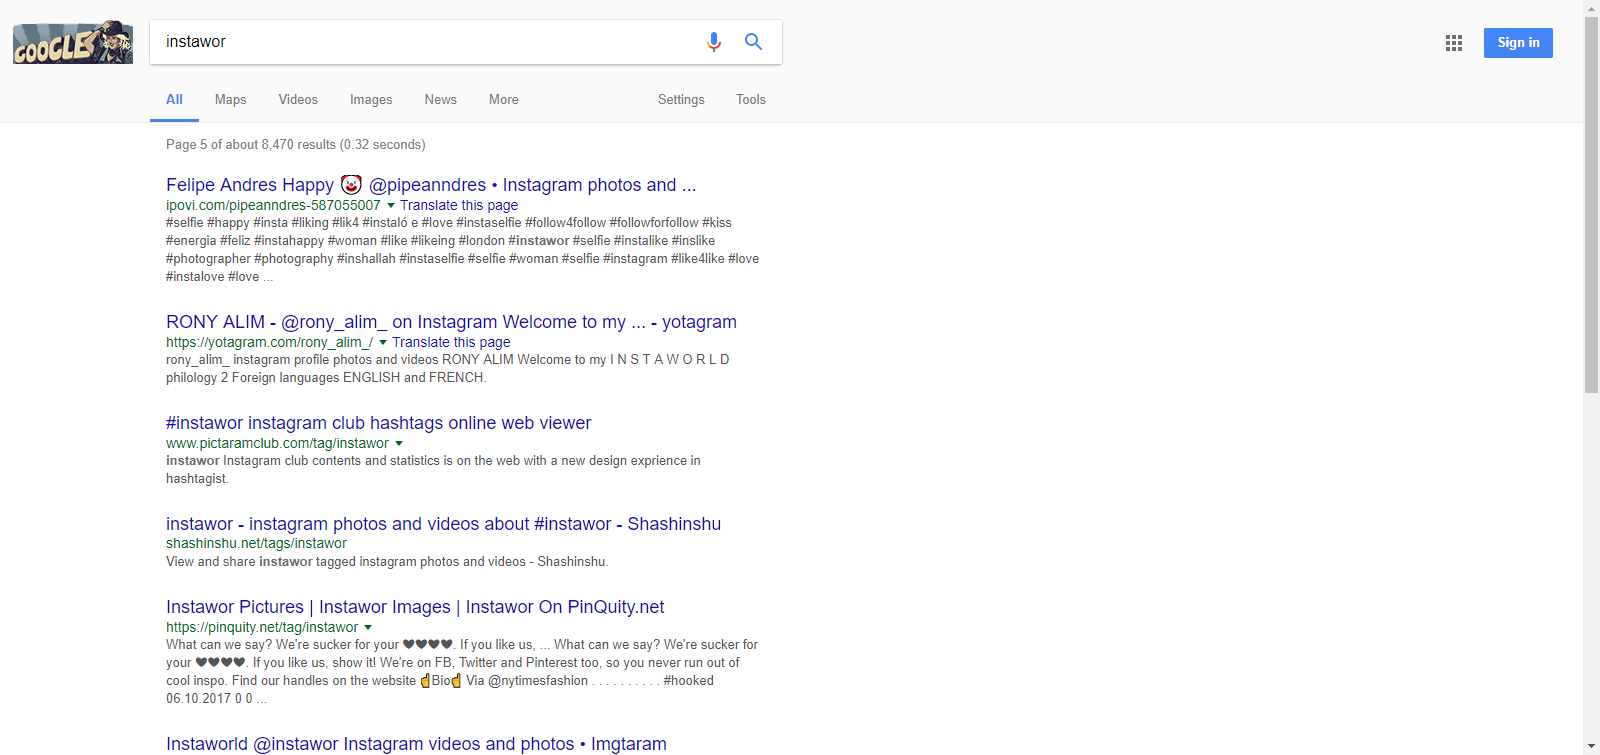 GOOGLE
instawor
Sign in
All Maps Videos Images News More Settings Tools
Page 5 of about 8,470 results (0.32 seconds)
Felipe Andres Happy 🤡 @pipeanndres • Instagram photos and ...
ipovi.com/pipeanndres-587055007 ▾ Translate this page
#selfie #happy #insta #liking #lik4 #instaló e #love #instaselfie #follow4follow #followforfollow #kiss
#energia #feliz #instahappy #woman #like #likeing #london #instawor #selfie #instalike #inslike
#photographer #photography #inshallah #instaselfie #selfie #woman #selfie #instagram #like4like #love
#instalove #love ...
RONY ALIM - @rony_alim_ on Instagram Welcome to my ... - yotagram
https://yotagram.com/rony_alim_/ ▾ Translate this page
rony_alim_ instagram profile photos and videos RONY ALIM Welcome to my I N S T A W O R L D
philology 2 Foreign languages ENGLISH and FRENCH.
#instawor instagram club hashtags online web viewer
www.pictaramclub.com/tag/instawor ▾
instawor Instagram club contents and statistics is on the web with a new design exprience in
hashtagist.
instawor - instagram photos and videos about #instawor - Shashinshu
shashinshu.net/tags/instawor
View and share instawor tagged instagram photos and videos - Shashinshu.
Instawor Pictures | Instawor Images | Instawor On PinQuity.net
https://pinquity.net/tag/instawor ▾
What can we say? We're sucker for your ♥♥♥♥. If you like us, ... What can we say? We're sucker for
your ♥♥♥♥. If you like us, show it! We're on FB, Twitter and Pinterest too, so you never run out of
cool inspo. Find our handles on the website ☝Bio☝ Via @nytimesfashion . . . . . . . . . . #hooked
06.10.2017 0 0 ...
Instaworld @instawor Instagram videos and photos • Imgtaram